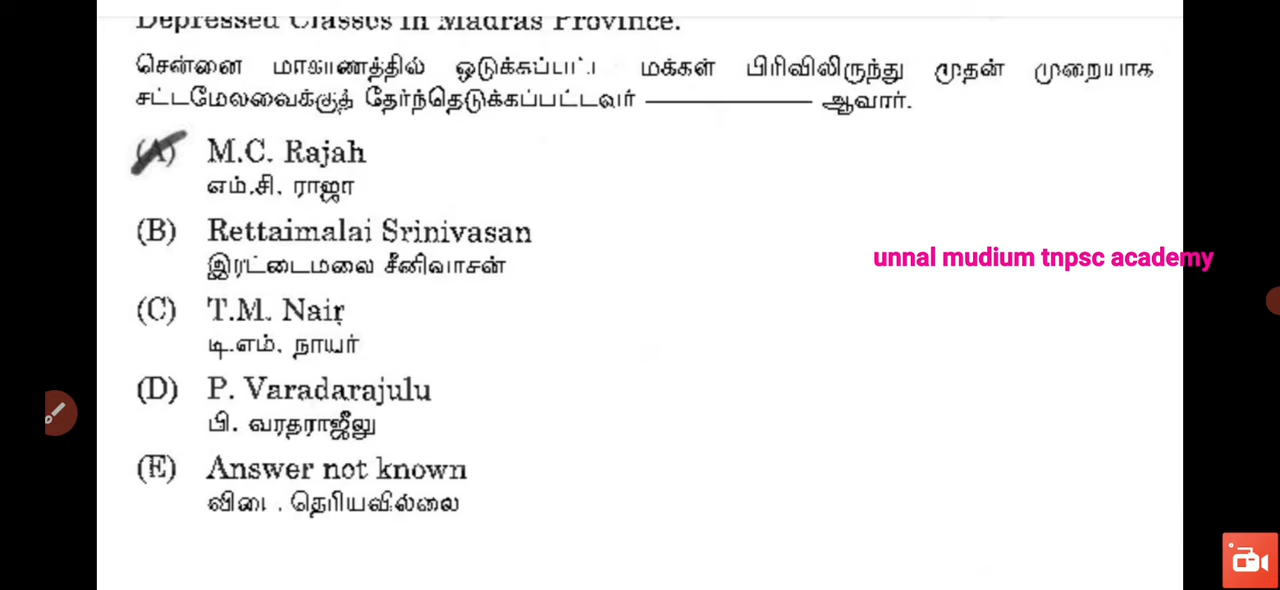 Depressed Classes in Madras Province.
சென்னை மாகாணத்தில் ஒடுக்கப்பட்ட மக்கள் பிரிவிலிருந்து முதன் முறையாக
சட்டமேலவைக்குத் தேர்ந்தெடுக்கப்பட்டவர் ———— ஆவார்.
(A) M.C. Rajah
எம்.சி. ராஜா
(B) Rettaimalai Srinivasan
இரட்டைமலை சீனிவாசன்
unnal mudium tnpsc academy
(C) T.M. Nair
டி.எம். நாயர்
(D) P. Varadarajulu
பி. வரதராஜீலு
(E) Answer not known
விடை தெரியவில்லை